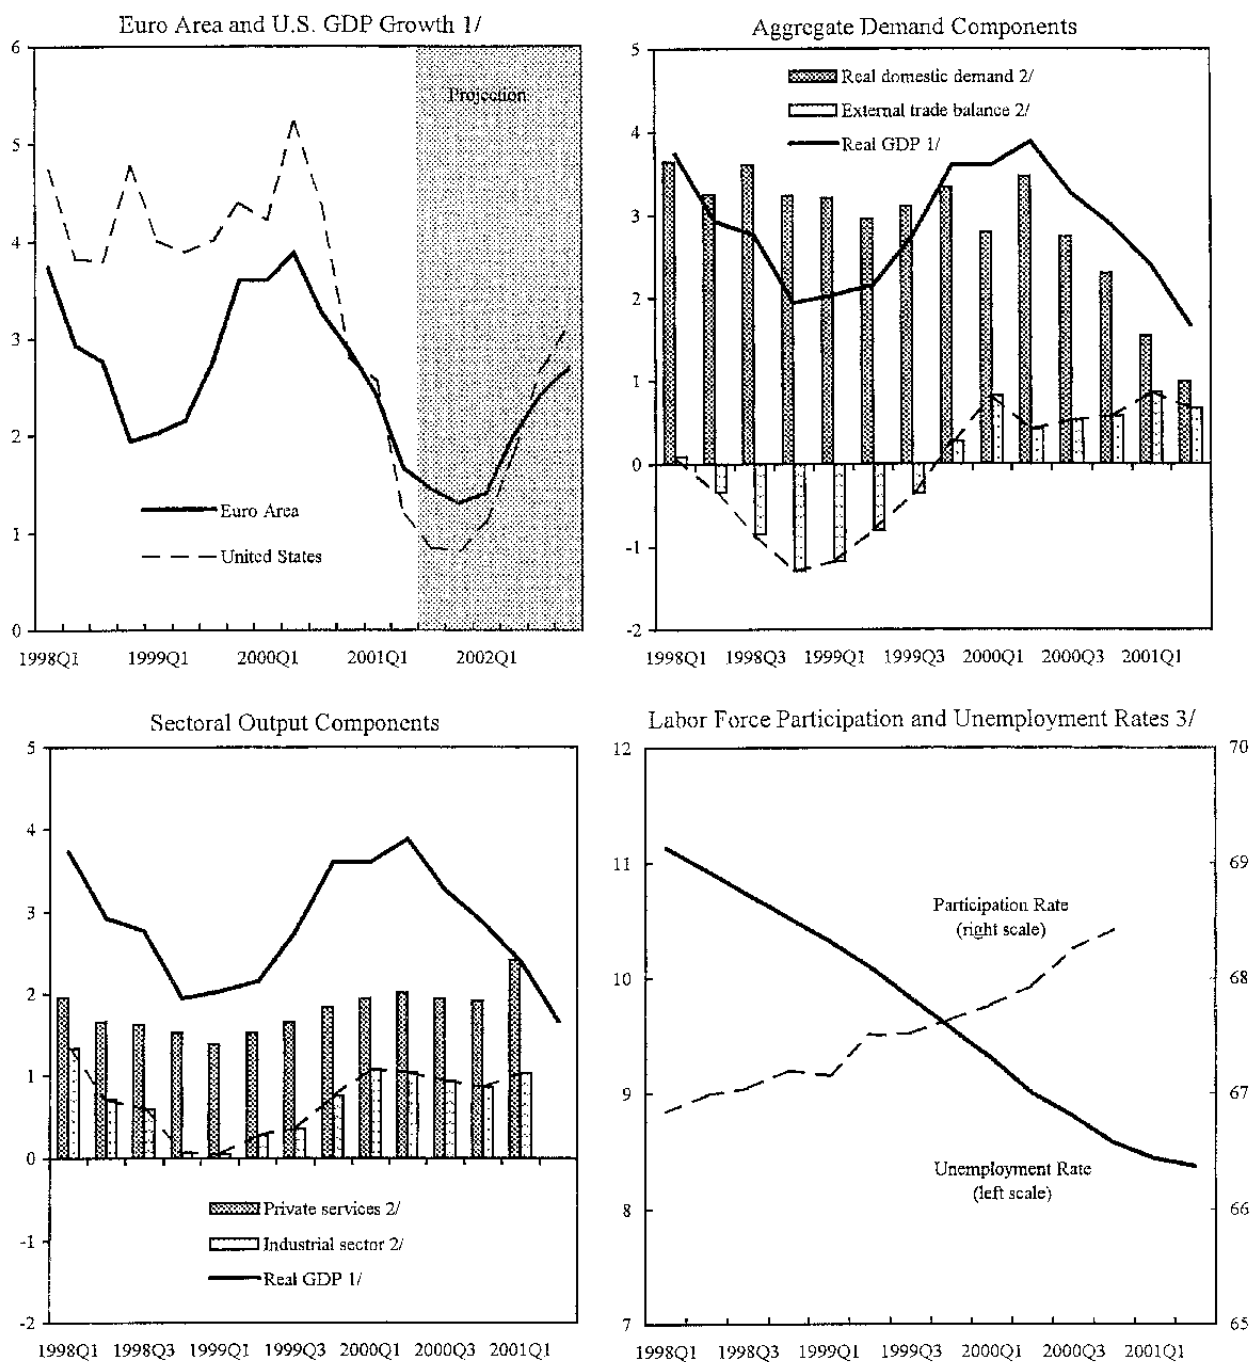 Euro Area and U.S. GDP Growth 1/
6
5
4
3
2
1
0
Projection
Euro Area
United States
1998Q1 1999Q1 2000Q1 2001Q1 2002Q1
Aggregate Demand Components
5
4
3
2
1
0
-1
-2
Real domestic demand 2/
External trade balance 2/
Real GDP 1/
1998Q1 1998Q3 1999Q1 1999Q3 2000Q1 2000Q3 2001Q1
Sectoral Output Components
5
4
3
2
1
0
-1
-2
Private services 2/
Industrial sector 2/
Real GDP 1/
1998Q1 1998Q3 1999Q1 1999Q3 2000Q1 2000Q3 2001Q1
Labor Force Participation and Unemployment Rates 3/
12
11
10
9
8
7
70
69
68
67
66
65
Participation Rate
(right scale)
Unemployment Rate
(left scale)
1998Q1 1998Q3 1999Q1 1999Q3 2000Q1 2000Q3 2001Q1